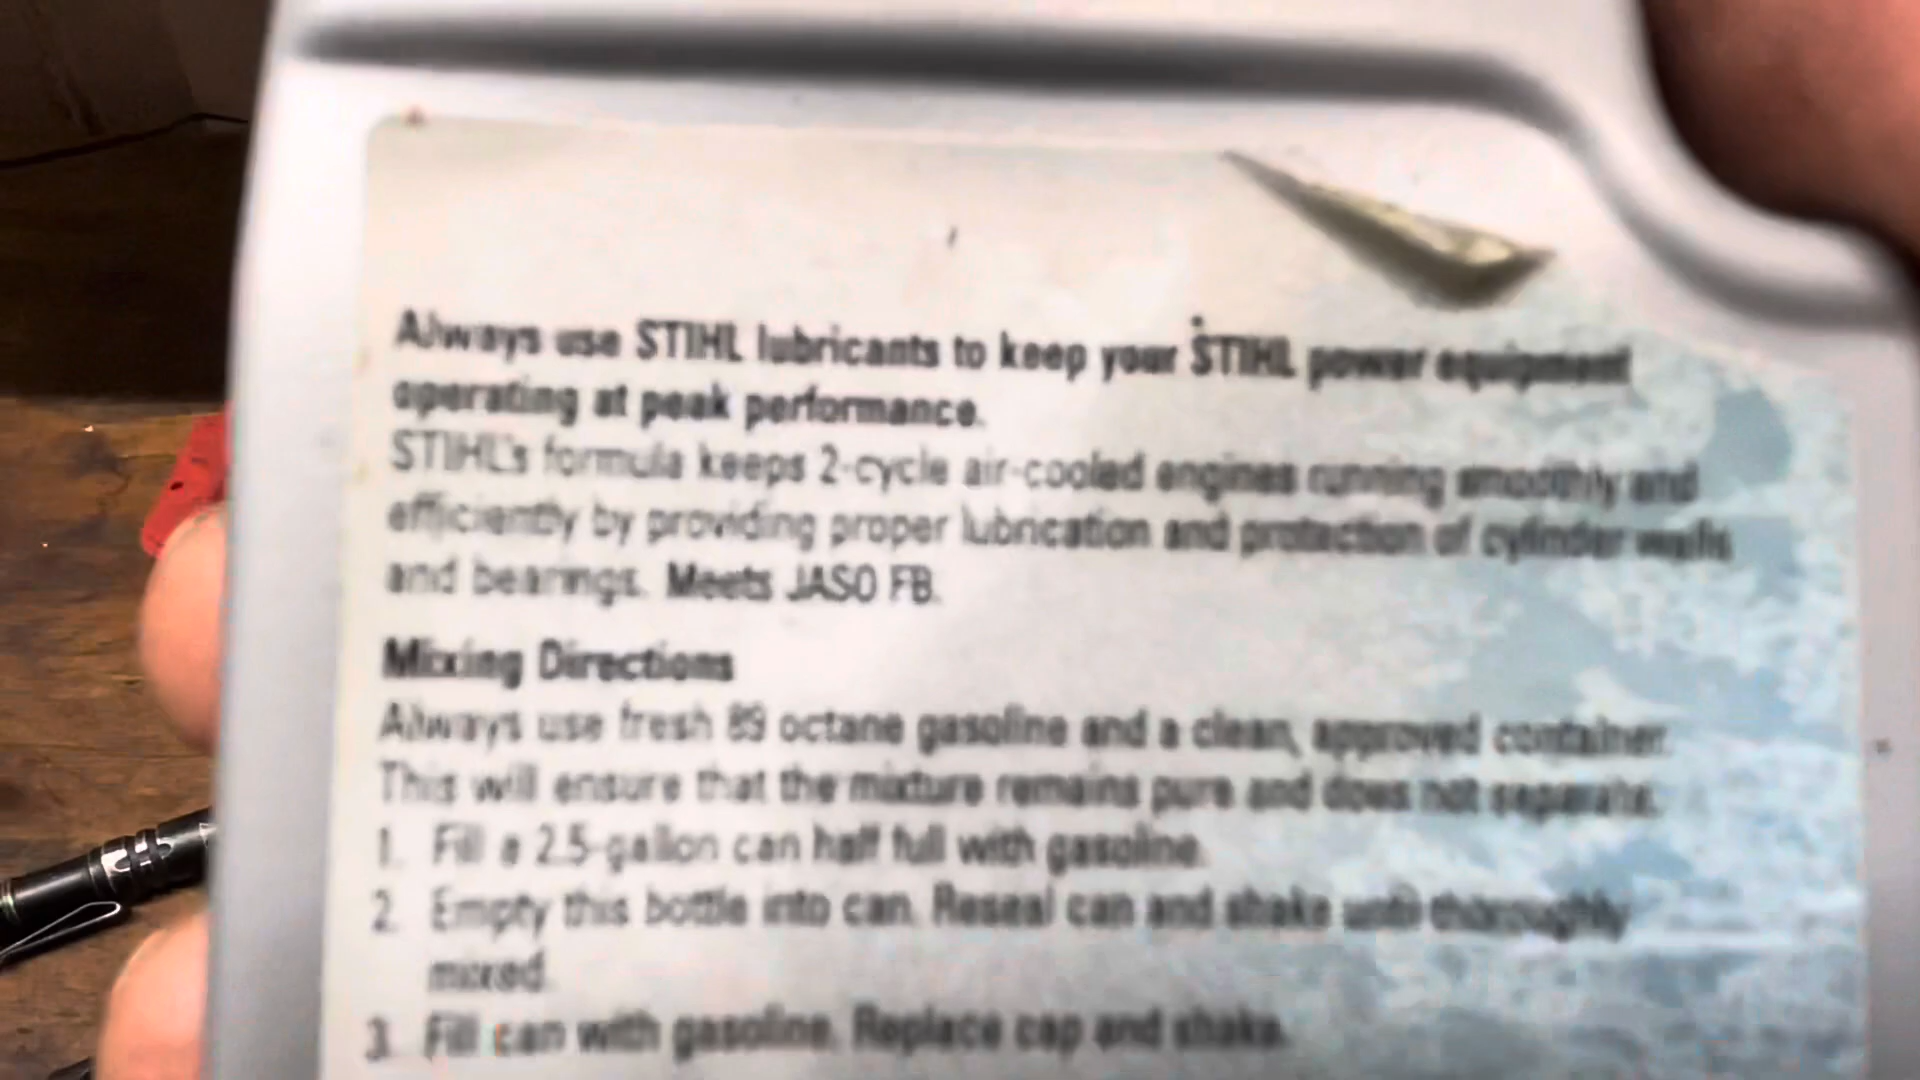 Always use STIHL lubricants to keep your STIHL power equipment
operating at peak performance.
STIHL's formula keeps 2-cycle air-cooled engines running smoothly and
efficiently by providing proper lubrication and protection of cylinder walls
and bearings. Meets JASO FB.
Mixing Directions
Always use fresh 89 octane gasoline and a clean, approved container.
This will ensure that the mixture remains pure and does not separate.
1. Fill a 2.5-gallon can half full with gasoline.
2. Empty this bottle into can. Reseal can and shake until thoroughly
mixed.
3. Fill can with gasoline. Replace cap and shake.